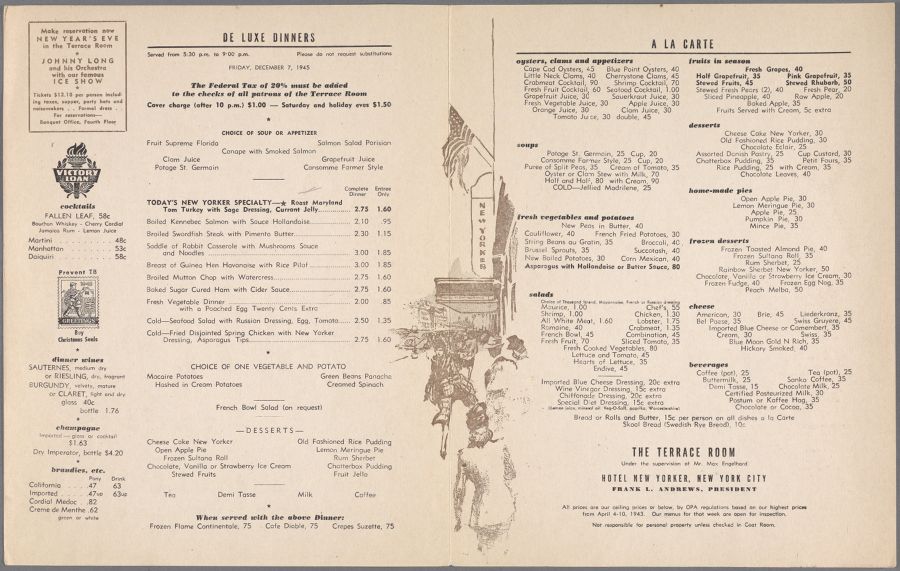 Make reservation now
NEW YEAR'S EVE
in the Terrace Room
JOHNNY LONG
and his Orchestra
with our famous
ICE SHOW
Tickets $12.10 per person includ-
ing taxes, supper, party hats and
noisemakers . . . Formal dress . .
For reservations—
Banquet Office, Fourth Floor
VICTORY
LOAN
cocktails
FALLEN LEAF, 58c
Bourbon Whiskey - Cherry Cordial
Jamaica Rum - Lemon Juice
Martini 48c
Manhattan 53c
Daiquiri 58c
Prevent TB
GREETINGS
Buy
Christmas Seals
dinner wines
SAUTERNES, medium dry
or RIESLING, dry, fragrant
BURGUNDY, velvety, mature
or CLARET, light and dry
glass 40c
bottle 1.76
champagne
Imported—glass or cocktail
$1.63
Dry Imperator, bottle $4.20
brandies, etc.
Pony Drink
California .47 63
Imported .47up 63up
Cordial Medoc .82
Creme de Menthe .62
green or white
DE LUXE DINNERS
Served from 5:30 p.m. to 9:00 p.m. Please do not request substitutions
FRIDAY, DECEMBER 7, 1945
The Federal Tax of 20% must be added
to the checks of all patrons of the Terrace Room
Cover charge (after 10 p.m.) $1.00 — Saturday and holiday eves $1.50
CHOICE OF SOUP OR APPETIZER
Fruit Supreme Florida Salmon Salad Parisian
Canape with Smoked Salmon
Clam Juice Grapefruit Juice
Potage St. Germain Consomme Farmer Style
Complete Dinner Entree Only
TODAY'S NEW YORKER SPECIALTY—★ Roast Maryland
Tom Turkey with Sage Dressing, Currant Jelly 2.75 1.60
Boiled Kennebec Salmon with Sauce Hollandaise 2.10 .95
Broiled Swordfish Steak with Pimento Butter 2.30 1.15
Saddle of Rabbit Casserole with Mushrooms Sauce
and Noodles 3.00 1.85
Breast of Guinea Hen Havanaise with Rice Pilaf 3.00 1.85
Broiled Mutton Chop with Watercress 2.75 1.60
Baked Sugar Cured Ham with Cider Sauce 2.75 1.60
Fresh Vegetable Dinner 2.00 .85
with a Poached Egg Twenty Cents Extra
Cold—Seafood Salad with Russian Dressing, Egg, Tomato 2.50 1.35
Cold—Fried Disjointed Spring Chicken with New Yorker
Dressing, Asparagus Tips 2.75 1.60
CHOICE OF ONE VEGETABLE AND POTATO
Macaire Potatoes Green Beans Panache
Hashed in Cream Potatoes Creamed Spinach
French Bowl Salad (on request)
—DESSERTS—
Cheese Cake New Yorker Old Fashioned Rice Pudding
Open Apple Pie Lemon Meringue Pie
Frozen Sultana Roll Rum Sherbet
Chocolate, Vanilla or Strawberry Ice Cream Chatterbox Pudding
Stewed Fruits Fruit Jello
Tea Demi Tasse Milk Coffee
When served with the above Dinner:
Frozen Flame Continentale, 75 Cafe Diable, 75 Crepes Suzette, 75
NEW YORKER
A LA CARTE
oysters, clams and appetizers
Cape Cod Oysters, 45 Blue Point Oysters, 40
Little Neck Clams, 40 Cherrystone Clams, 45
Crabmeat Cocktail, 90 Shrimp Cocktail, 70
Fresh Fruit Cocktail, 60 Seafood Cocktail, 1.00
Grapefruit Juice, 30 Sauerkraut Juice, 30
Fresh Vegetable Juice, 30 Apple Juice, 30
Orange Juice, 30 Clam Juice, 30
Tomato Juice, 30 double, 45
soups
Potage St. Germain, 25 Cup, 20
Consomme Farmer Style, 25 Cup, 20
Puree of Split Peas, 35 Cream of Tomato, 35
Oyster or Clam Stew with Milk, 70
Half and Half, 80 with Cream, 90
COLD—Jellied Madrilene, 25
fresh vegetables and potatoes
New Peas in Butter, 40
Cauliflower, 40 French Fried Potatoes, 30
String Beans au Gratin, 35 Broccoli, 40
Brussel Sprouts, 35 Succotash, 40
New Boiled Potatoes, 30 Corn Mexican, 40
Asparagus with Hollandaise or Butter Sauce, 80
salads
Choice of Thousand Island, Mayonnaise, French or Russian dressing
Maurice, 1.00 Chef's, 55
Shrimp, 1.00 Chicken, 1.30
All White Meat, 1.60 Lobster, 1.75
Romaine, 40 Crabmeat, 1.35
French Bowl, 45 Combination, 45
Fresh Fruit, 70 Sliced Tomato, 35
Fresh Cooked Vegetables, 80
Lettuce and Tomato, 45
Hearts of Lettuce, 35
Endive, 45
Imported Blue Cheese Dressing, 20c extra
Wine Vinegar Dressing, 15c extra
Chiffonade Dressing, 20c extra
Special Diet Dressing, 15c extra
(lemon juice, mineral oil, Veg-O-Salt, paprika, Worcestershire)
fruits in season
Fresh Grapes, 40
Half Grapefruit, 35 Pink Grapefruit, 35
Stewed Fruits, 45 Stewed Rhubarb, 50
Stewed Fresh Pears (2), 40 Fresh Pear, 20
Sliced Pineapple, 40 Raw Apple, 20
Baked Apple, 35
Fruits Served with Cream, 5c extra
desserts
Cheese Cake New Yorker, 30
Old Fashioned Rice Pudding, 30
Chocolate Eclair, 25
Assorted Danish Pastry, 25 Cup Custard, 30
Chatterbox Pudding, 35 Petit Fours, 35
Rice Pudding, 25 with Cream, 35
Chocolate Leaves, 40
home-made pies
Open Apple Pie, 30
Lemon Meringue Pie, 30
Apple Pie, 25
Pumpkin Pie, 30
Mince Pie, 35
frozen desserts
Frozen Toasted Almond Pie, 40
Frozen Sultana Roll, 35
Rum Sherbet, 25
Rainbow Sherbet New Yorker, 50
Chocolate, Vanilla or Strawberry Ice Cream, 30
Frozen Fudge, 40 Frozen Egg Nog, 35
Peach Melba, 50
cheese
American, 30 Brie, 45 Liederkranz, 35
Bel Paese, 35 Swiss Gruyere, 45
Imported Blue Cheese or Camembert, 35
Cream, 30 Swiss, 35
Blue Moon Gold N Rich, 35
Hickory Smoked, 40
beverages
Coffee (pot), 25 Tea (pot), 25
Buttermilk, 25 Sanka Coffee, 35
Demi Tasse, 15 Chocolate Milk, 25
Certified Pasteurized Milk, 30
Postum or Kaffee Hag, 35
Chocolate or Cocoa, 35
Bread or Rolls and Butter, 15c per person on all dishes a la Carte
Skool Bread (Swedish Rye Bread), 10c
THE TERRACE ROOM
Under the supervision of Mr. Max Engelhard
HOTEL NEW YORKER, NEW YORK CITY
FRANK L. ANDREWS, PRESIDENT
All prices are our ceiling prices or below, by OPA regulations based on our highest prices
from April 4-10, 1943. Our menus for that week are open for inspection.
Not responsible for personal property unless checked in Coat Room.